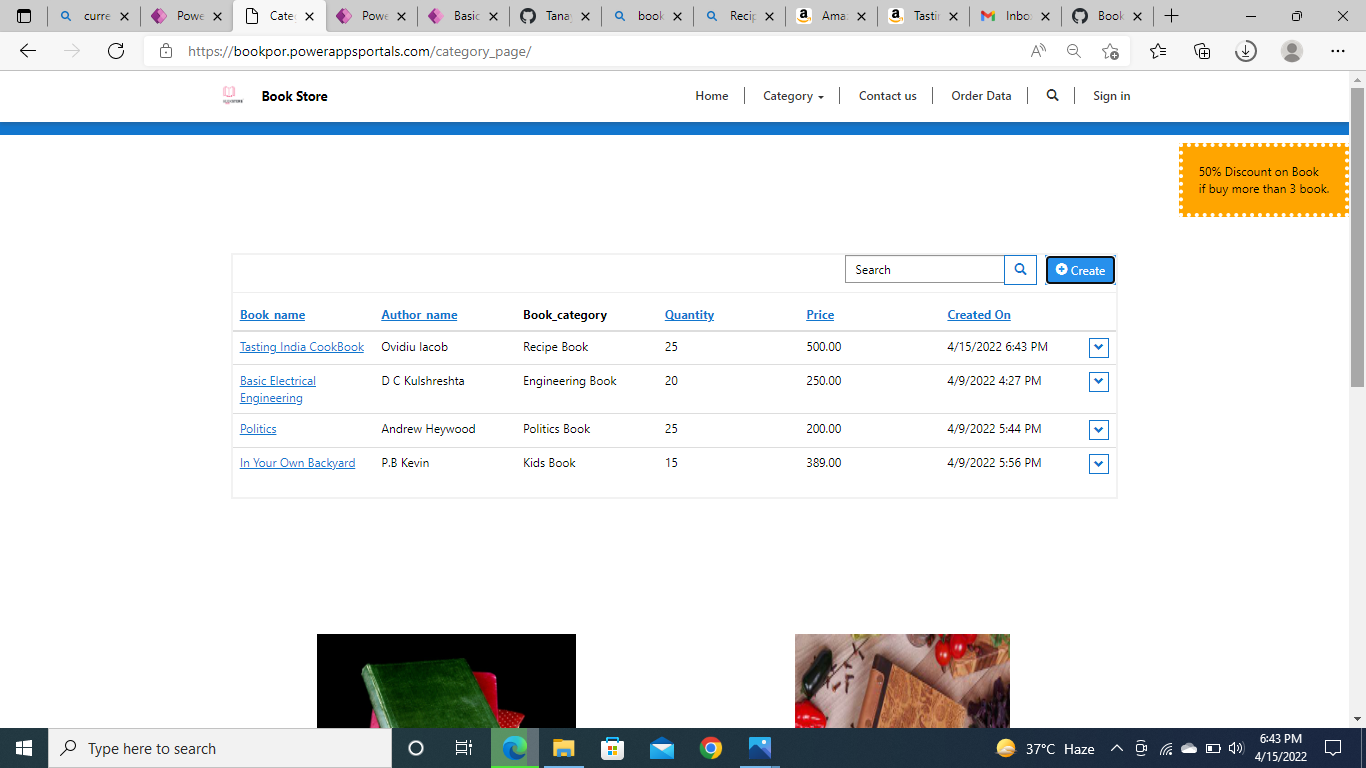 curre
Powe
Cate
Powe
Basic
Tana
book
Recip
Ama
Tastin
Inbo
Book
https://bookpor.powerappsportals.com/category_page/
Book Store
Home
Category
Contact us
Order Data
Sign in
50% Discount on Book
if buy more than 3 book.
Search
Create
Book_name Author_name Book_category Quantity Price Created On
Tasting India CookBook Ovidiu Iacob Recipe Book 25 500.00 4/15/2022 6:43 PM
Basic Electrical D C Kulshreshta Engineering Book 20 250.00 4/9/2022 4:27 PM
Engineering
Politics Andrew Heywood Politics Book 25 200.00 4/9/2022 5:44 PM
In Your Own Backyard P.B Kevin Kids Book 15 389.00 4/9/2022 5:56 PM
Type here to search
37°C Haze
6:43 PM
4/15/2022